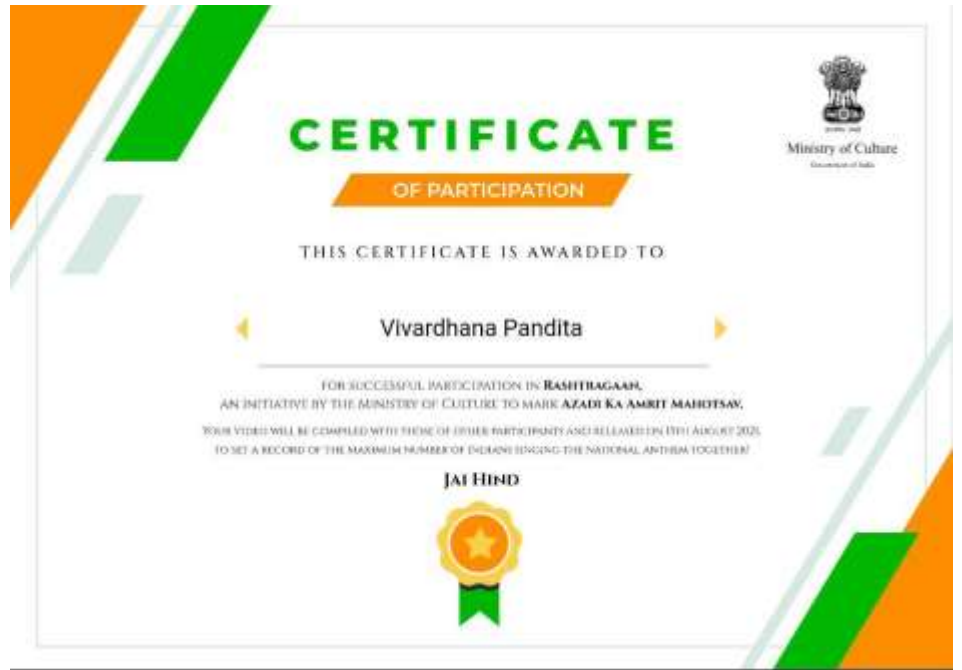 CERTIFICATE
OF PARTICIPATION
Ministry of Culture
Government of India
THIS CERTIFICATE IS AWARDED TO
Vivardhana Pandita
FOR SUCCESSFUL PARTICIPATION IN RASHTRAGAAN,
AN INITIATIVE BY THE MINISTRY OF CULTURE TO MARK AZADI KA AMRIT MAHOTSAV.
YOUR VIDEO WILL BE COMPILED WITH THOSE OF OTHER PARTICIPANTS AND RELEASED ON 15TH AUGUST 2021,
TO SET A RECORD OF THE MAXIMUM NUMBER OF INDIANS SINGING THE NATIONAL ANTHEM TOGETHER!
JAI HIND